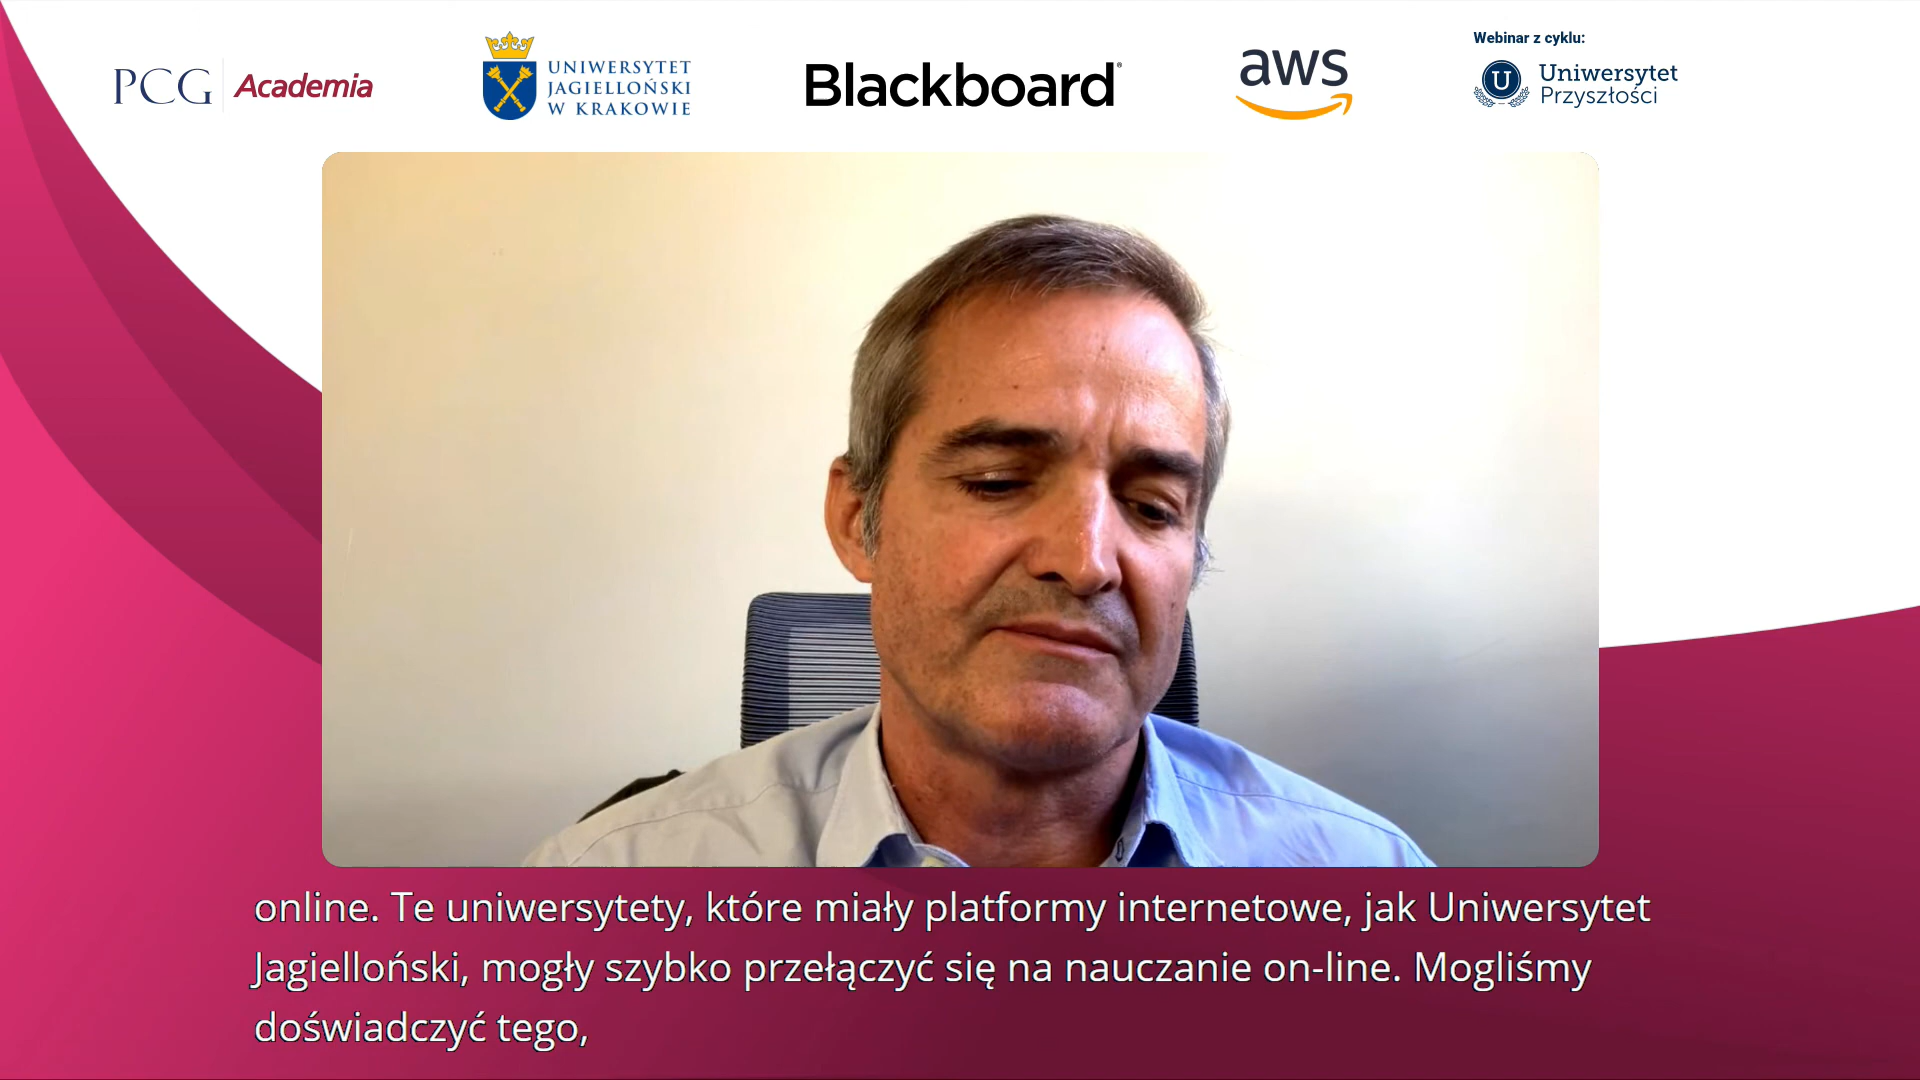 PCG Academia
UNIWERSYTET
JAGIELLOŃSKI
W KRAKOWIE
Blackboard®
aws
Webinar z cyklu:
U
Uniwersytet
Przyszłości
online. Te uniwersytety, które miały platformy internetowe, jak Uniwersytet
Jagielloński, mogły szybko przełączyć się na nauczanie on-line. Mogliśmy
doświadczyć tego,